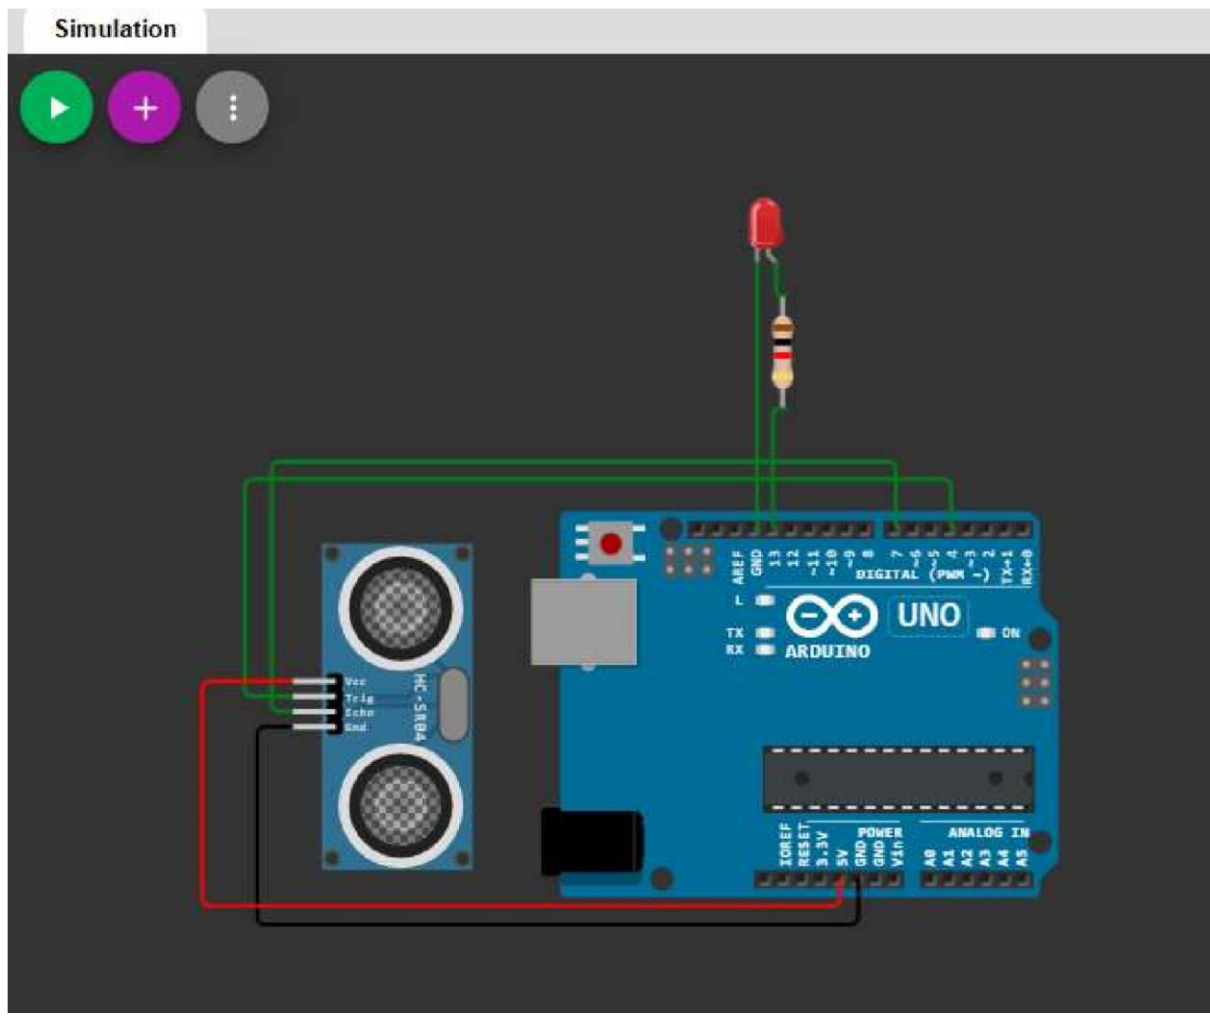 Simulation
AREF
GND
13
12
~11
~10
~9
8
7
~6
~5
4
~3
2
TX→1
RX←0
DIGITAL (PWM ~)
L
TX
RX
UNO
ARDUINO
ON
Vcc
Trig
Echo
Gnd
HC-SR04
IOREF
RESET
3.3V
5V
GND
GND
Vin
POWER
ANALOG IN
A0
A1
A2
A3
A4
A5